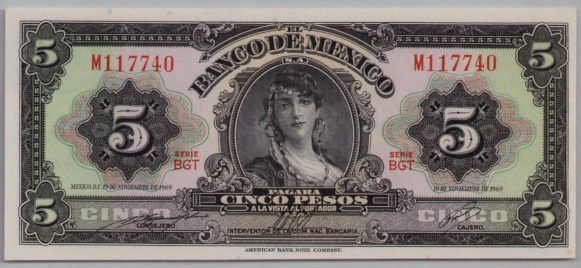 EL
BANCO DE MEXICO
S.A.
5
5
M117740
M117740
5
5
SERIE
BGT
SERIE
BGT
MEXICO, D.F. 19 DE NOVIEMBRE DE 1969
19 DE NOVIEMBRE DE 1969
PAGARA
CINCO PESOS
A LA VISTA AL PORTADOR
5
CINCO
CINCO
5
CONSEJERO.
INTERVENTOR DE LA COM. NAC. BANCARIA
CAJERO.
AMERICAN BANK NOTE COMPANY.